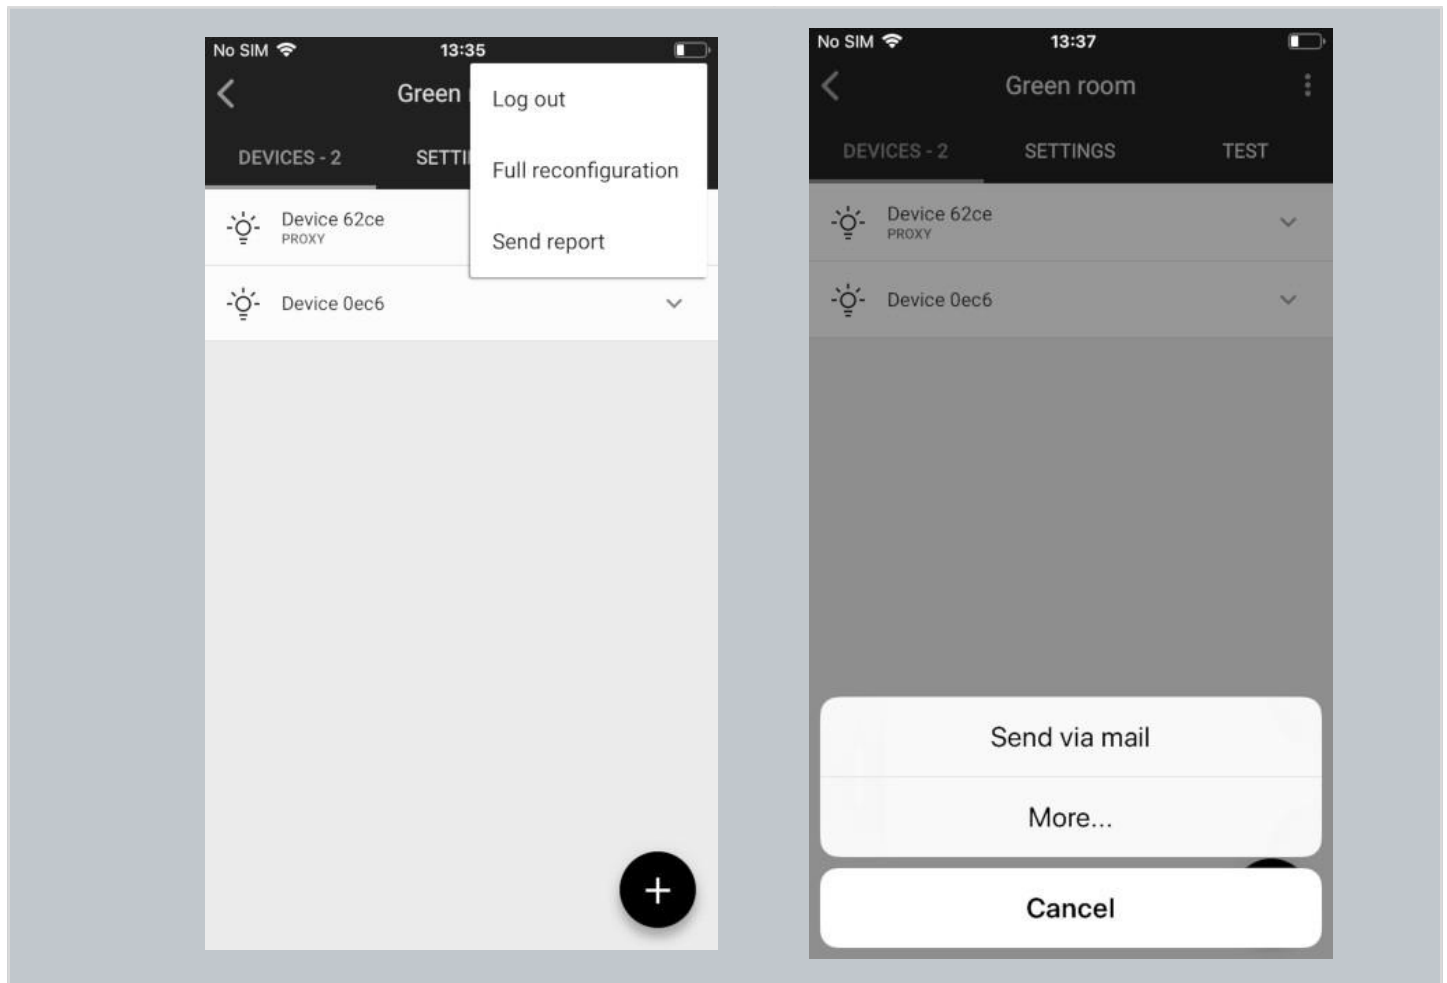 No SIM 13:35
Green
DEVICES - 2 SETTI
Log out
Full reconfiguration
Send report
Device 62ce
PROXY
Device 0ec6
No SIM 13:37
Green room
DEVICES - 2 SETTINGS TEST
Device 62ce
PROXY
Device 0ec6
Send via mail
More...
Cancel